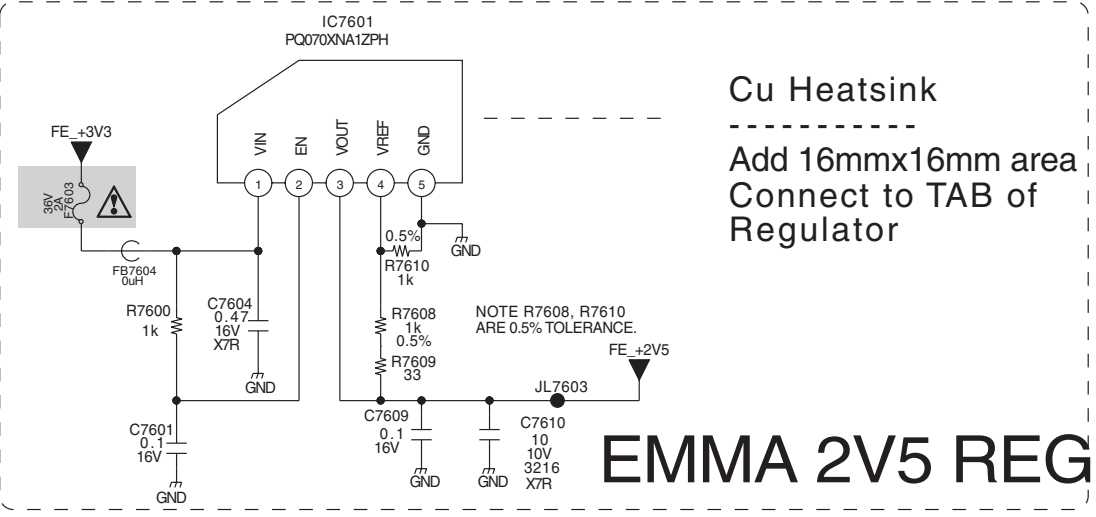 IC7601
PQ070XNA1ZPH
VIN
EN
VOUT
VREF
GND
1
2
3
4
5
FE_+3V3
36V
2A
F7603
FB7604
0uH
R7600
1k
C7604
0.47
16V
X7R
GND
C7601
0.1
16V
GND
0.5%
R7610
1k
GND
R7608
1k
0.5%
R7609
33
NOTE R7608, R7610
ARE 0.5% TOLERANCE.
FE_+2V5
JL7603
C7609
0.1
16V
GND
GND
C7610
10
10V
3216
X7R
Cu Heatsink
-----------
Add 16mmx16mm area
Connect to TAB of
Regulator
EMMA 2V5 REG